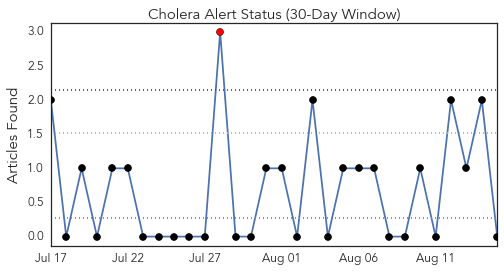 Cholera Alert Status (30-Day Window)
Articles Found
3.0
2.5
2.0
1.5
1.0
0.5
0.0
Jul 17 Jul 22 Jul 27 Aug 01 Aug 06 Aug 11